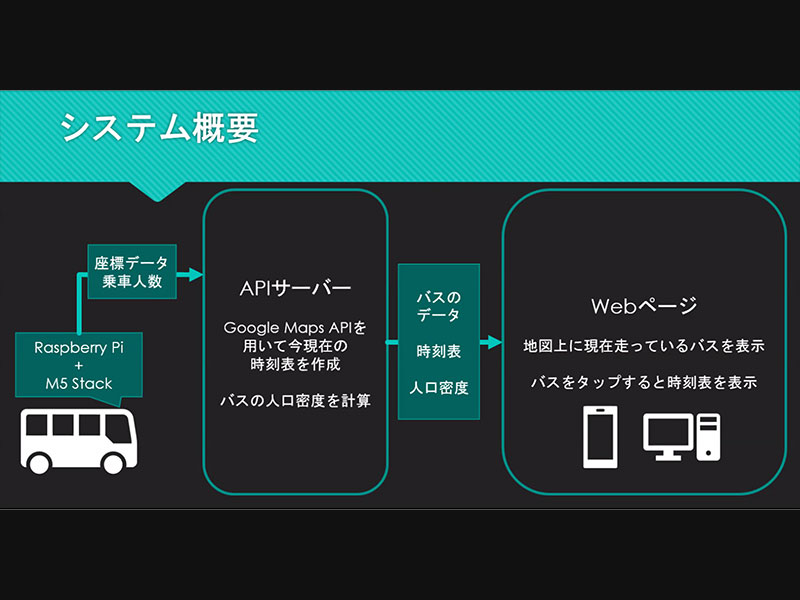 システム概要
座標データ
乗車人数
Raspberry Pi
+
M5 Stack
APIサーバー
Google Maps APIを
用いて今現在の
時刻表を作成
バスの人口密度を計算
バスの
データ
時刻表
人口密度
Webページ
地図上に現在走っているバスを表示
バスをタップすると時刻表を表示